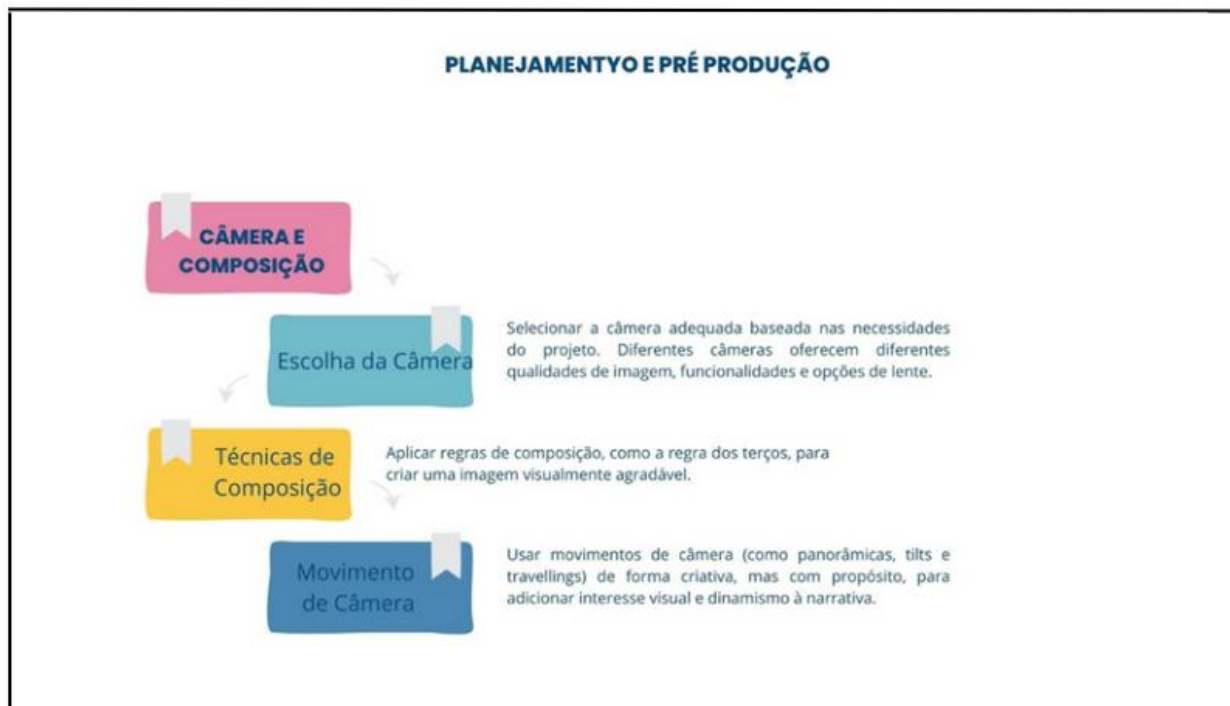 PLANEJAMENTYO E PRÉ PRODUÇÃO
CÂMERA E
COMPOSIÇÃO
Escolha da Câmera
Selecionar a câmera adequada baseada nas necessidades
do projeto. Diferentes câmeras oferecem diferentes
qualidades de imagem, funcionalidades e opções de lente.
Técnicas de
Composição
Aplicar regras de composição, como a regra dos terços, para
criar uma imagem visualmente agradável.
Movimento
de Câmera
Usar movimentos de câmera (como panorâmicas, tilts e
travellings) de forma criativa, mas com propósito, para
adicionar interesse visual e dinamismo à narrativa.